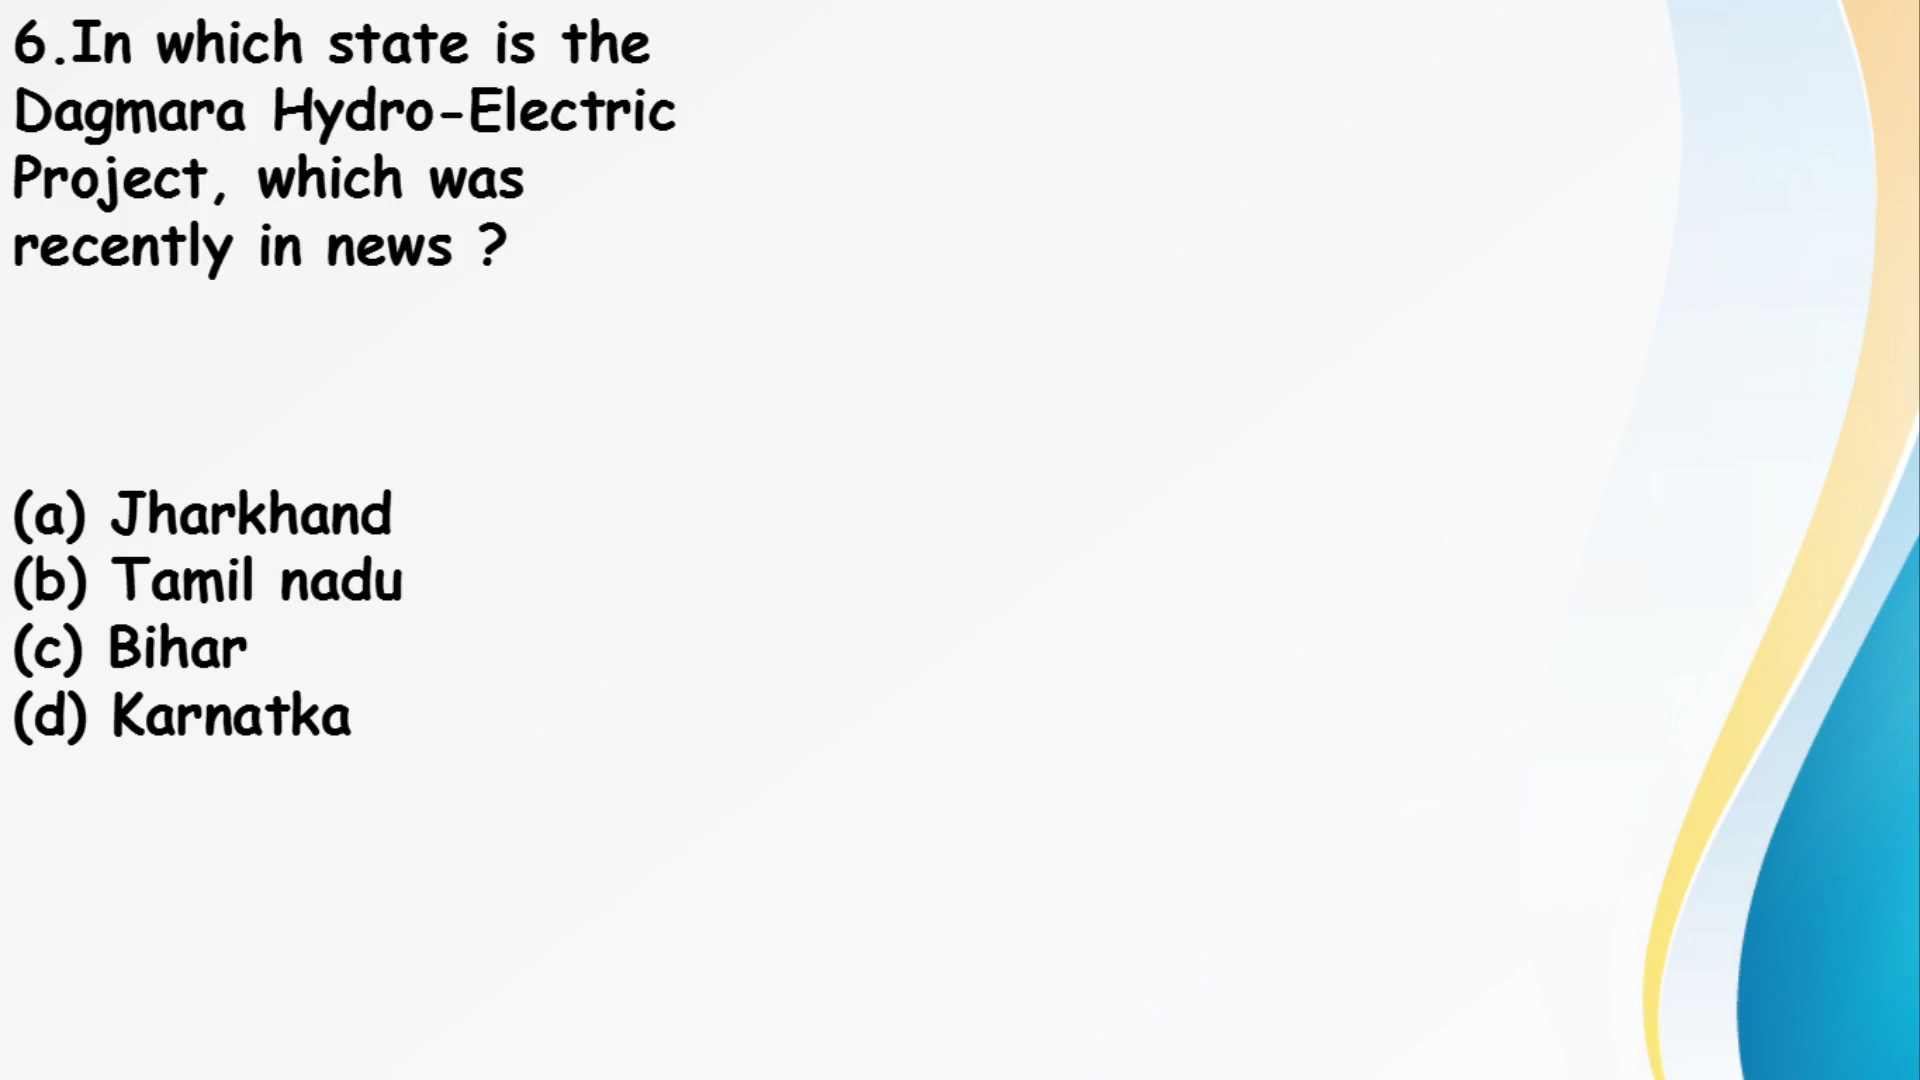 6.In which state is the
Dagmara Hydro-Electric
Project, which was
recently in news ?
(a) Jharkhand
(b) Tamil nadu
(c) Bihar
(d) Karnatka